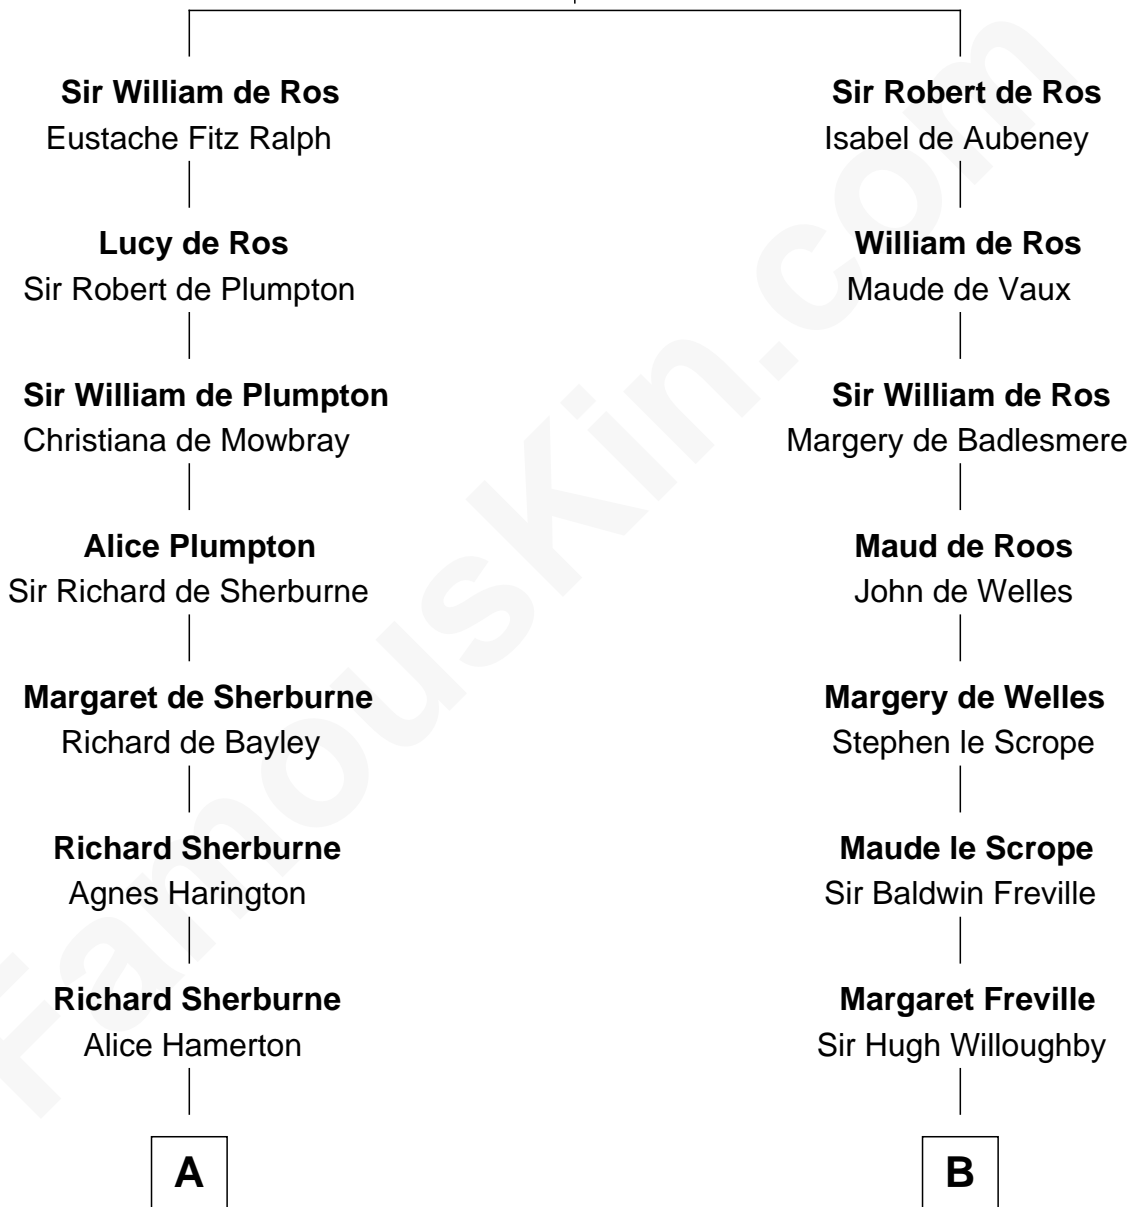 Sir William de Ros
Eustache Fitz Ralph
Lucy de Ros
Sir Robert de Plumpton
Sir William de Plumpton
Christiana de Mowbray
Alice Plumpton
Sir Richard de Sherburne
Margaret de Sherburne
Richard de Bayley
Richard Sherburne
Agnes Harington
Richard Sherburne
Alice Hamerton
A
Sir Robert de Ros
Isabel de Aubeney
William de Ros
Maude de Vaux
Sir William de Ros
Margery de Badlesmere
Maud de Roos
John de Welles
Margery de Welles
Stephen le Scrope
Maude le Scrope
Sir Baldwin Freville
Margaret Freville
Sir Hugh Willoughby
B
FamousKin.com